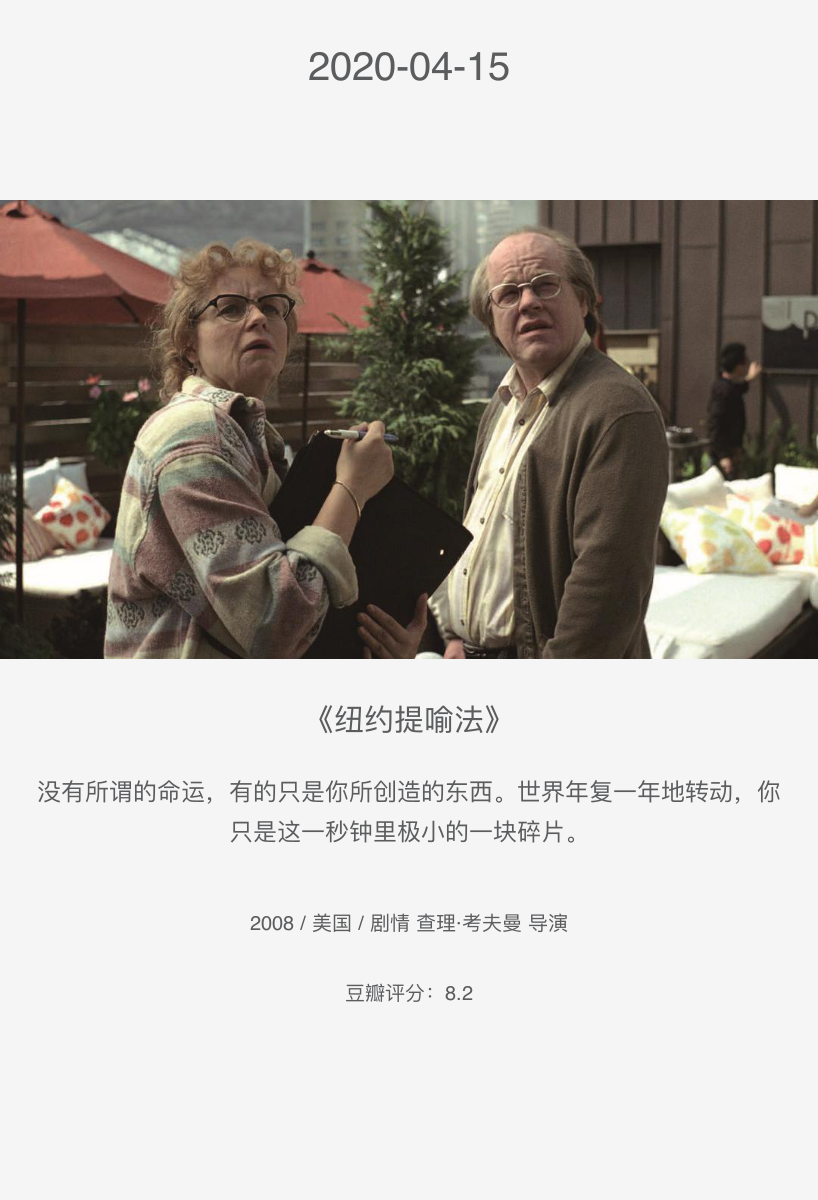 2020-04-15
《纽约提喻法》
没有所谓的命运，有的只是你所创造的东西。世界年复一年地转动，你
只是这一秒钟里极小的一块碎片。
2008 / 美国 / 剧情 查理·考夫曼 导演
豆瓣评分：8.2